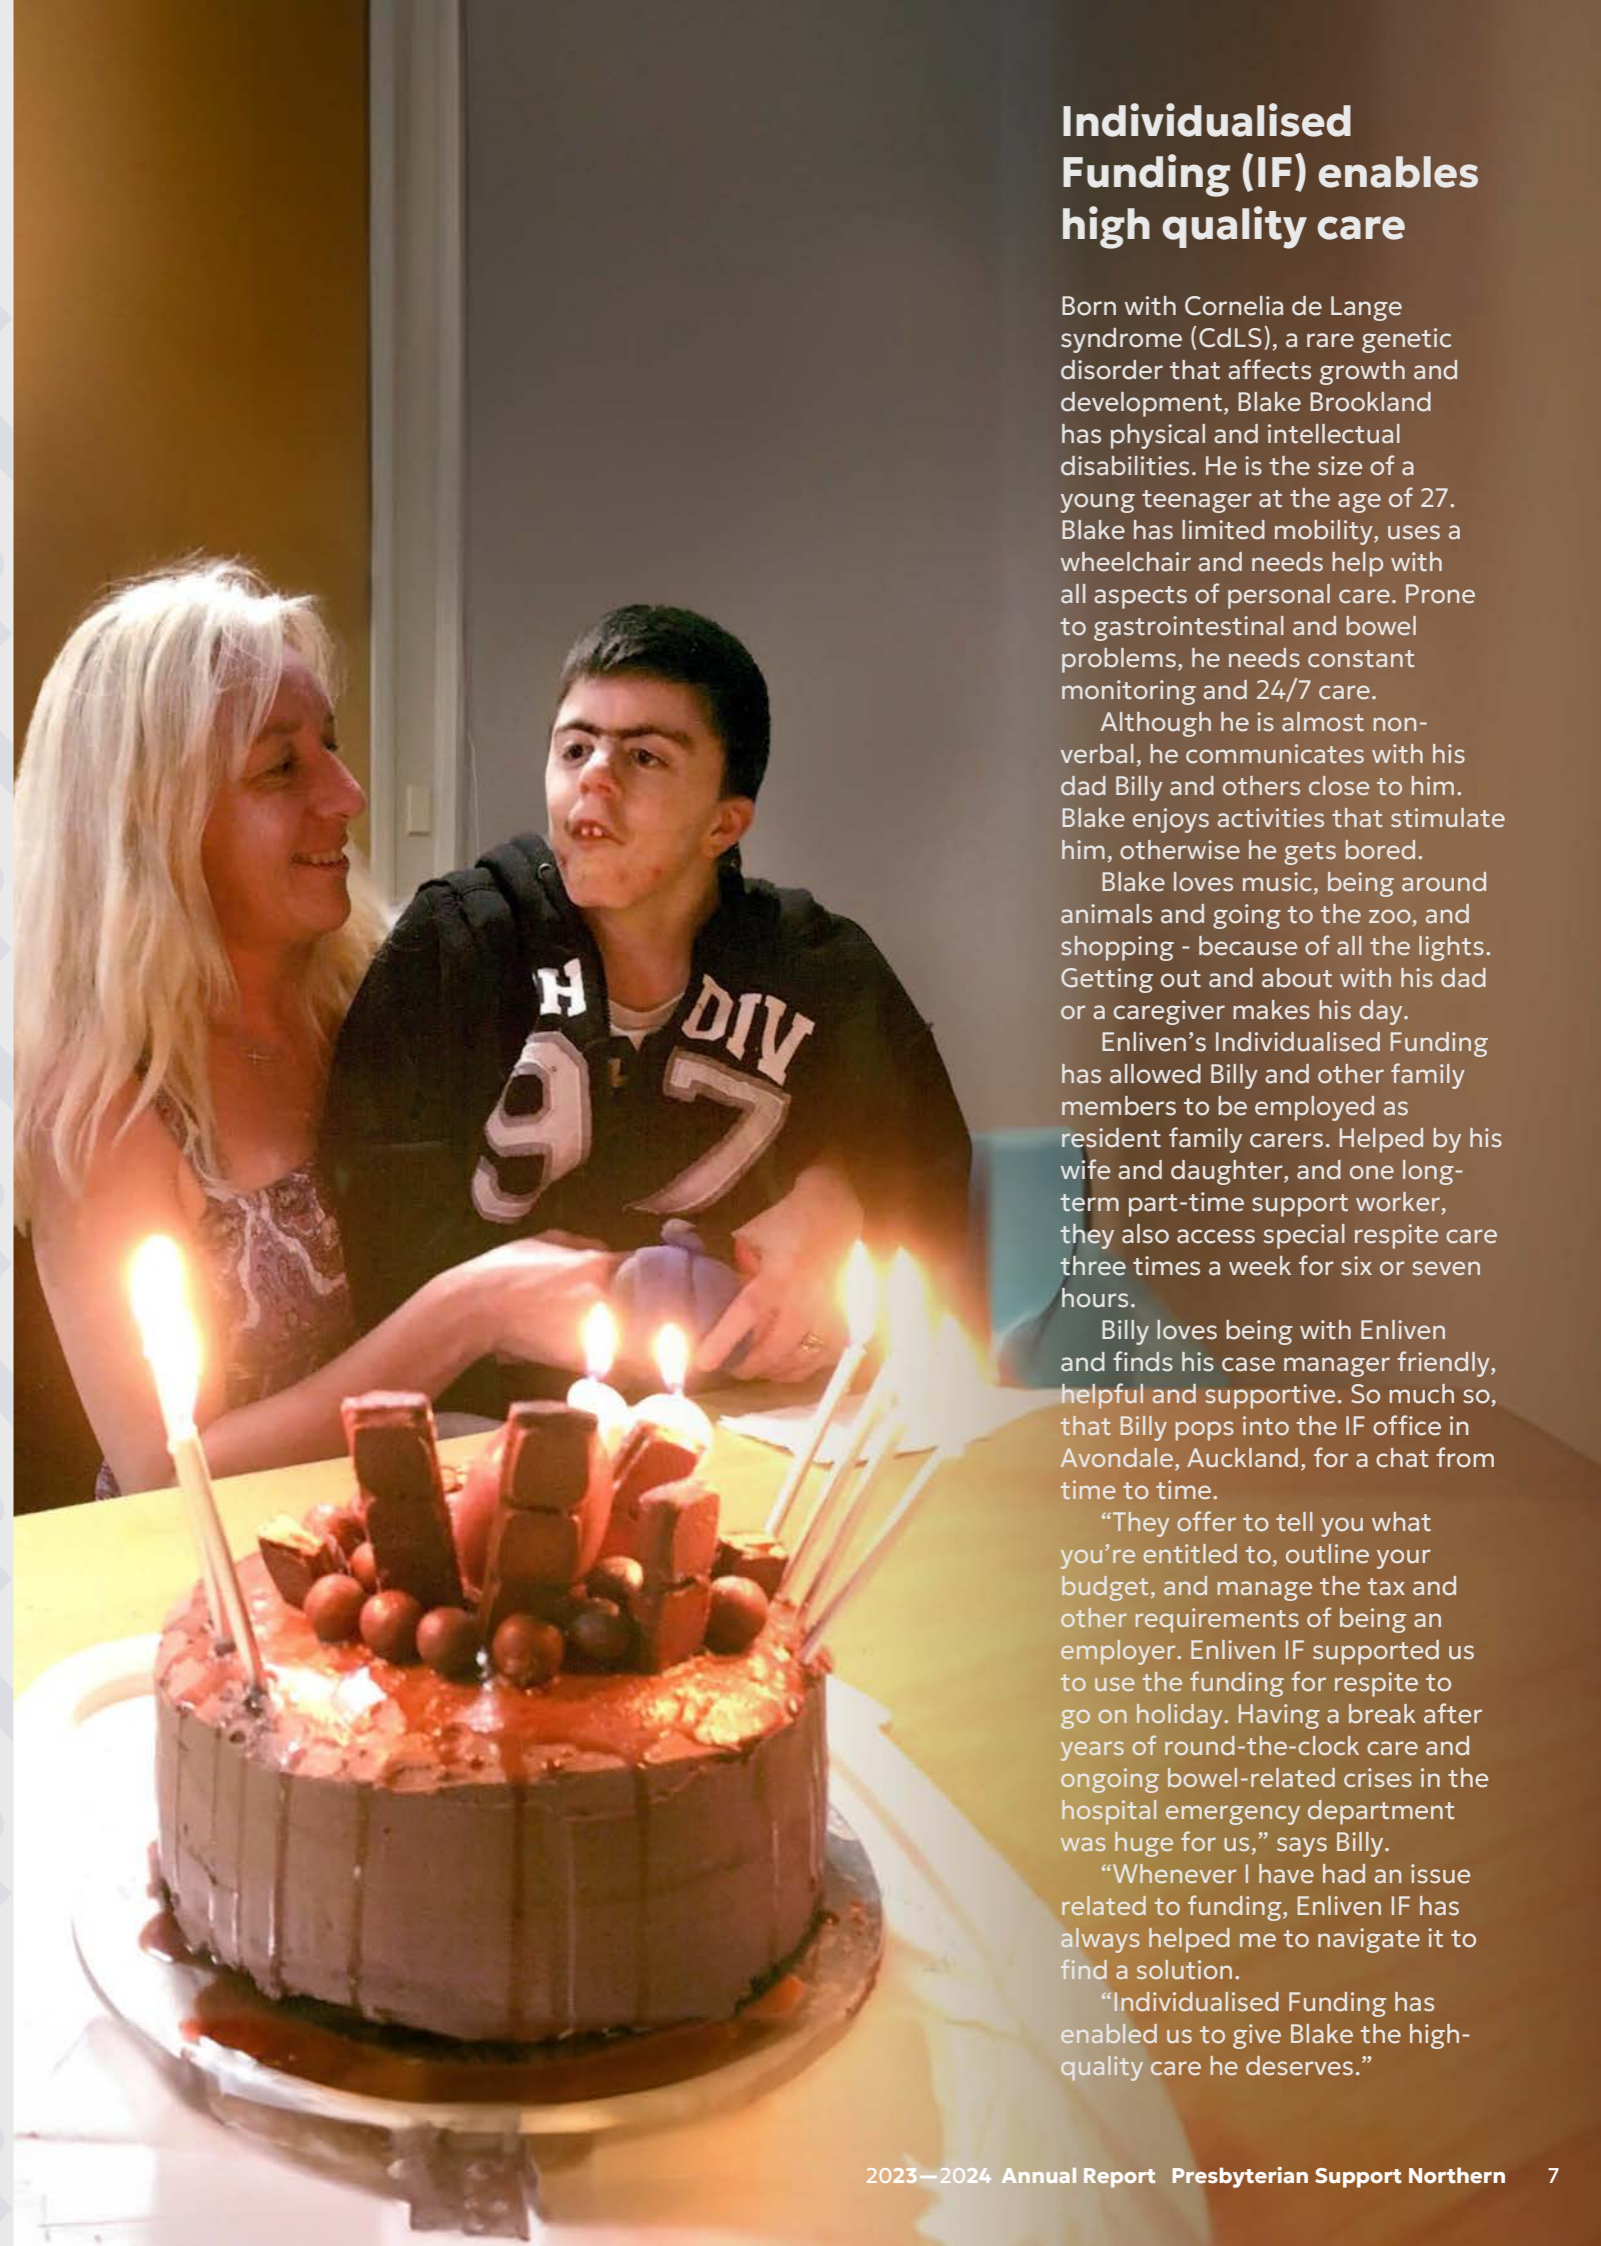 Individualised
Funding (IF) enables
high quality care
Born with Cornelia de Lange
syndrome (CdLS), a rare genetic
disorder that affects growth and
development, Blake Brookland
has physical and intellectual
disabilities. He is the size of a
young teenager at the age of 27.
Blake has limited mobility, uses a
wheelchair and needs help with
all aspects of personal care. Prone
to gastrointestinal and bowel
problems, he needs constant
monitoring and 24/7 care.
Although he is almost non-
verbal, he communicates with his
dad Billy and others close to him.
Blake enjoys activities that stimulate
him, otherwise he gets bored.
Blake loves music, being around
animals and going to the zoo, and
shopping - because of all the lights.
Getting out and about with his dad
or a caregiver makes his day.
Enliven’s Individualised Funding
has allowed Billy and other family
members to be employed as
resident family carers. Helped by his
wife and daughter, and one long-
term part-time support worker,
they also access special respite care
three times a week for six or seven
hours.
Billy loves being with Enliven
and finds his case manager friendly,
helpful and supportive. So much so,
that Billy pops into the IF office in
Avondale, Auckland, for a chat from
time to time.
“They offer to tell you what
you’re entitled to, outline your
budget, and manage the tax and
other requirements of being an
employer. Enliven IF supported us
to use the funding for respite to
go on holiday. Having a break after
years of round-the-clock care and
ongoing bowel-related crises in the
hospital emergency department
was huge for us,” says Billy.
“Whenever I have had an issue
related to funding, Enliven IF has
always helped me to navigate it to
find a solution.
“Individualised Funding has
enabled us to give Blake the high-
quality care he deserves.”
H DIV
97
2023—2024 Annual Report Presbyterian Support Northern 7